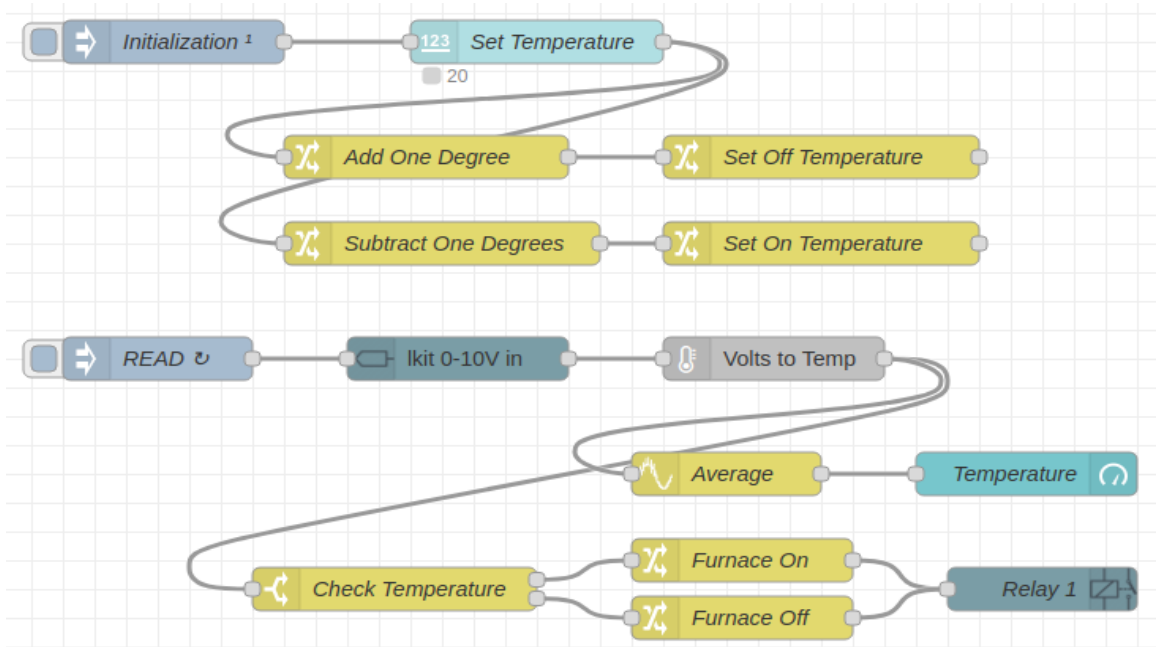 Initialization ¹
123 Set Temperature
20
Add One Degree
Set Off Temperature
Subtract One Degrees
Set On Temperature
READ ↻
lkit 0-10V in
Volts to Temp
Average
Temperature
Check Temperature
Furnace On
Furnace Off
Relay 1